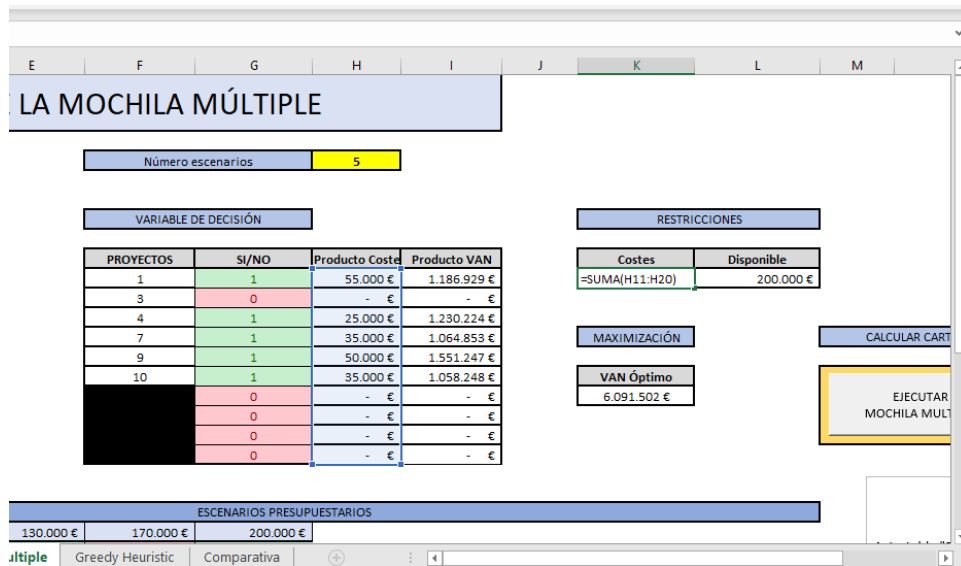 E F G H I J K L M
LA MOCHILA MÚLTIPLE
Número escenarios 5
VARIABLE DE DECISIÓN RESTRICCIONES
PROYECTOS SI/NO Producto Coste Producto VAN Costes Disponible
1 1 55.000 € 1.186.929 € =SUMA(H11:H20) 200.000 €
3 0 - € - €
4 1 25.000 € 1.230.224 €
7 1 35.000 € 1.064.853 € MAXIMIZACIÓN CALCULAR CART
9 1 50.000 € 1.551.247 €
10 1 35.000 € 1.058.248 € VAN Óptimo
0 - € - € 6.091.502 € EJECUTAR
0 - € - € MOCHILA MULT
0 - € - €
0 - € - €
ESCENARIOS PRESUPUESTARIOS
130.000 € 170.000 € 200.000 €
ultiple Greedy Heuristic Comparativa